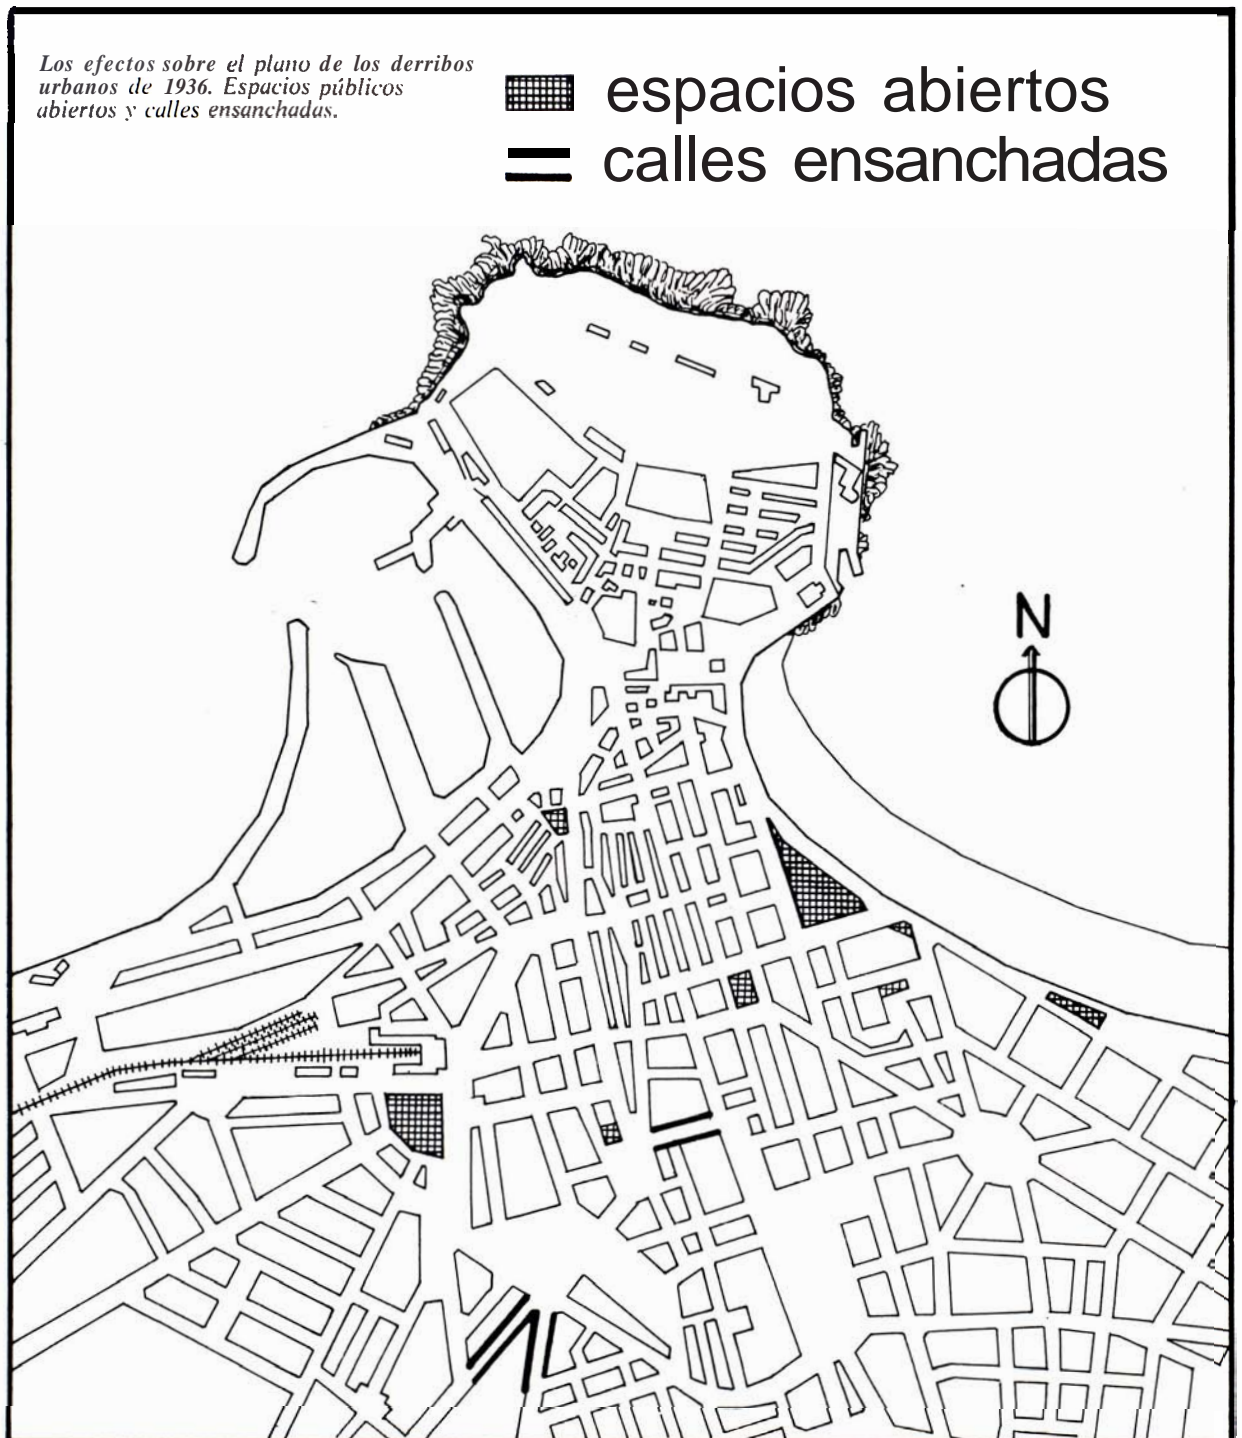 Los efectos sobre el plano de los derribos
urbanos de 1936. Espacios públicos
abiertos y calles ensanchadas.
espacios abiertos
calles ensanchadas
N